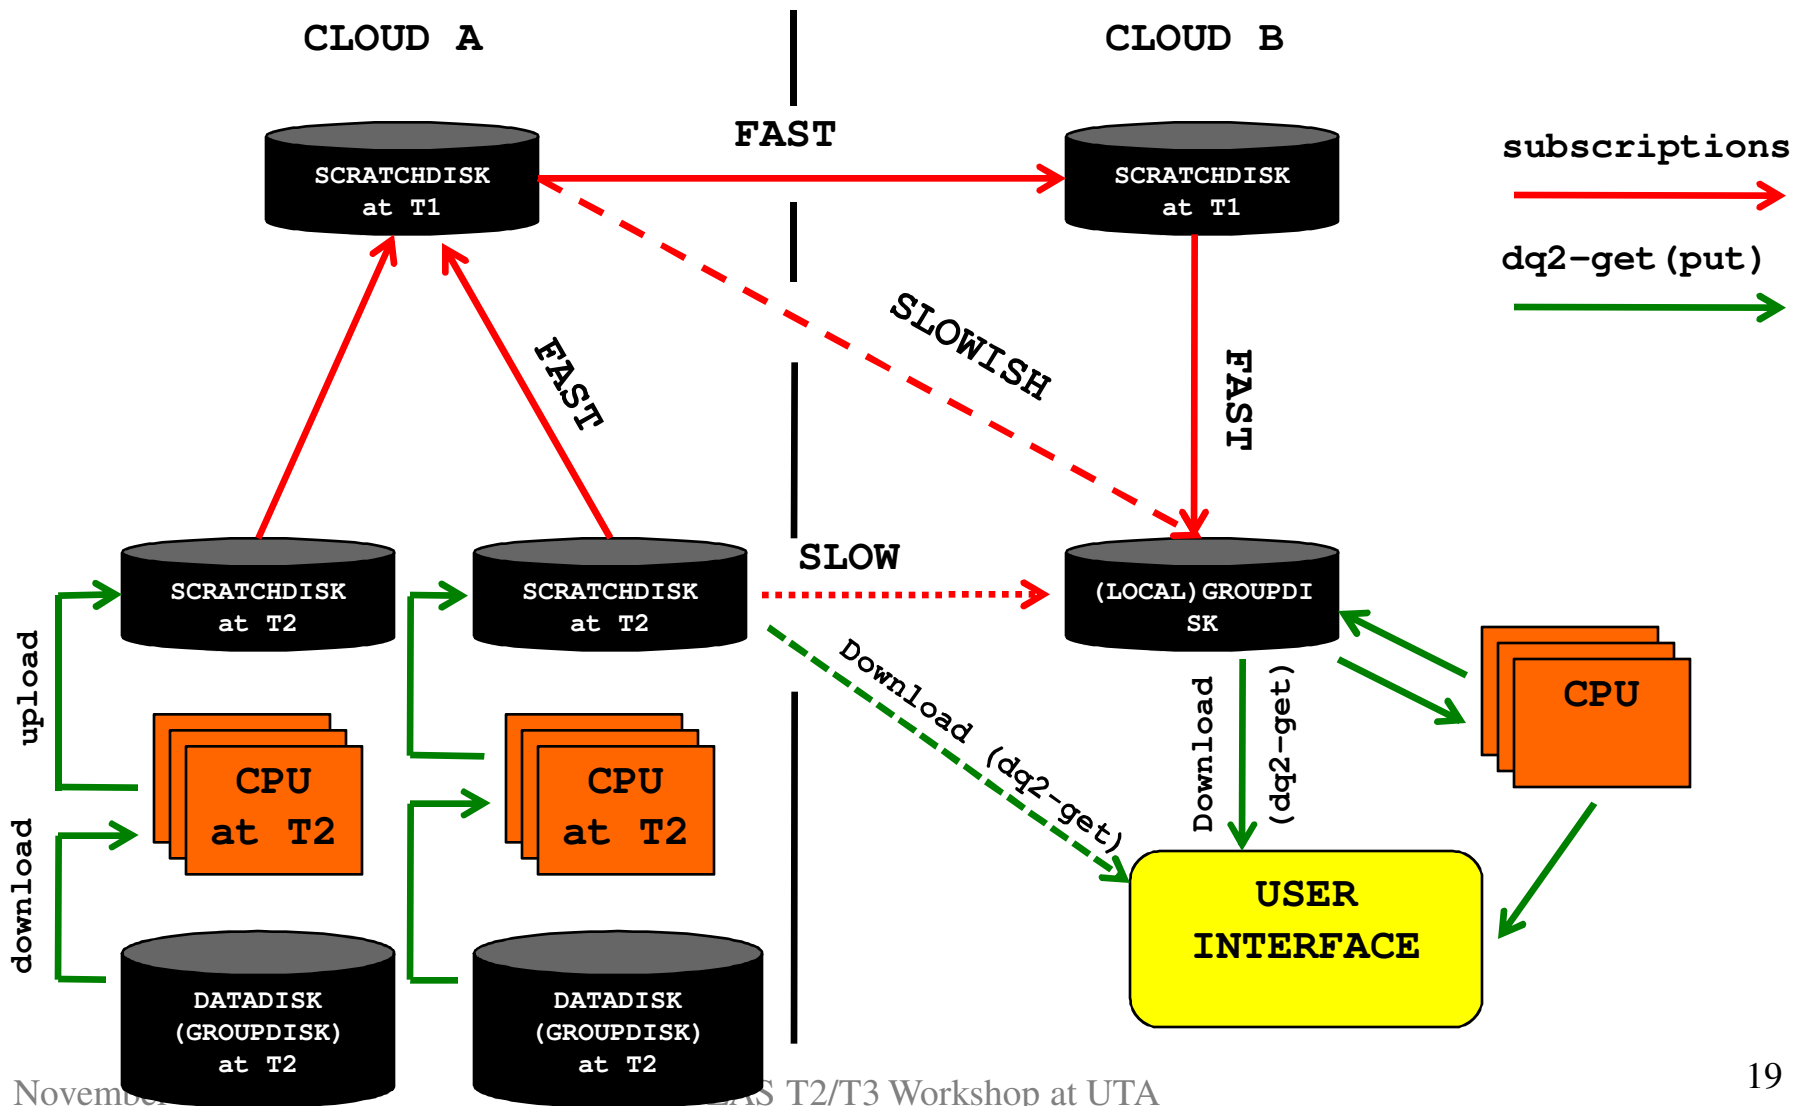 CLOUD A
CLOUD B
FAST
SCRATCHDISK
at T1
SCRATCHDISK
at T1
subscriptions
dq2-get(put)
SLOWISH
FAST
FAST
SLOW
SCRATCHDISK
at T2
SCRATCHDISK
at T2
(LOCAL)GROUPDI
SK
upload
Download (dq2-get)
Download
(dq2-get)
CPU
CPU
at T2
CPU
at T2
download
USER
INTERFACE
DATADISK
(GROUPDISK)
at T2
DATADISK
(GROUPDISK)
at T2
T2/T3 Workshop at UTA
19